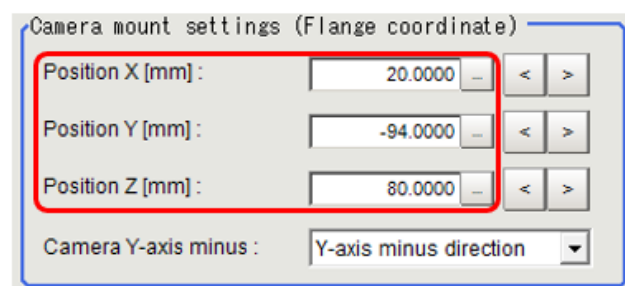 Camera mount settings (Flange coordinate)
Position X [mm] : 20.0000 ... < >
Position Y [mm] : -94.0000 ... < >
Position Z [mm] : 80.0000 ... < >
Camera Y-axis minus : Y-axis minus direction